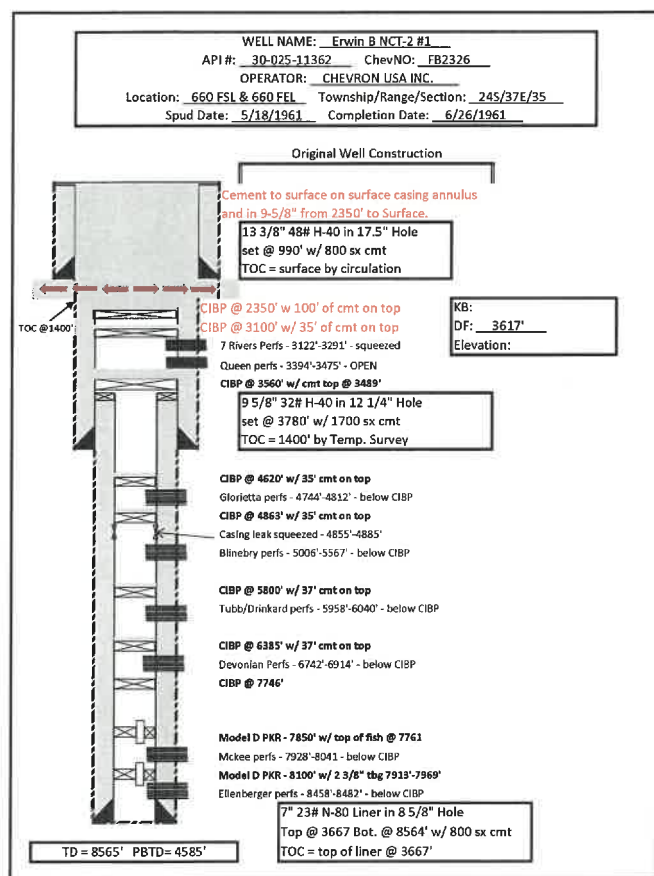 WELL NAME: Erwin B NCT-2 #1
API #: 30-025-11362 ChevNO: FB2326
OPERATOR: CHEVRON USA INC.
Location: 660 FSL & 660 FEL Township/Range/Section: 24S/37E/35
Spud Date: 5/18/1961 Completion Date: 6/26/1961
Original Well Construction
Cement to surface on surface casing annulus
and in 9-5/8" from 2350' to Surface.
13 3/8" 48# H-40 in 17.5" Hole
set @ 990' w/ 800 sx cmt
TOC = surface by circulation
TOC @1400'
CIBP @ 2350' w 100' of cmt on top
CIBP @ 3100' w/ 35' of cmt on top
KB:
DF: 3617'
Elevation:
7 Rivers Perfs - 3122'-3291' - squeezed
Queen perfs - 3394'-3475' - OPEN
CIBP @ 3560' w/ cmt top @ 3489'
9 5/8" 32# H-40 in 12 1/4" Hole
set @ 3780' w/ 1700 sx cmt
TOC = 1400' by Temp. Survey
CIBP @ 4620' w/ 35' cmt on top
Glorietta perfs - 4744'-4812' - below CIBP
CIBP @ 4863' w/ 35' cmt on top
Casing leak squeezed - 4855'-4885'
Blinebry perfs - 5006'-5567' - below CIBP
CIBP @ 5800' w/ 37' cmt on top
Tubb/Drinkard perfs - 5958'-6040' - below CIBP
CIBP @ 6385' w/ 37' cmt on top
Devonian Perfs - 6742'-6914' - below CIBP
CIBP @ 7746'
Model D PKR - 7850' w/ top of fish @ 7761
Mckee perfs - 7928'-8041 - below CIBP
Model D PKR - 8100' w/ 2 3/8" tbg 7913'-7969'
Ellenberger perfs - 8458'-8482' - below CIBP
7" 23# N-80 Liner in 8 5/8" Hole
Top @ 3667 Bot. @ 8564' w/ 800 sx cmt
TOC = top of liner @ 3667'
TD = 8565' PBTD= 4585'